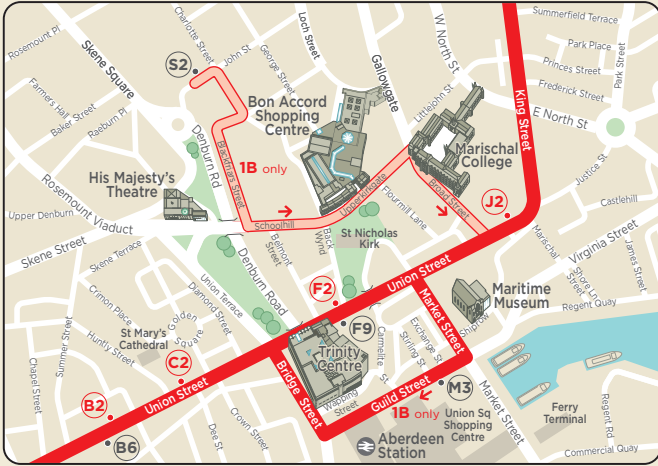 Summerfield Terrace
Rosemount Pl
Charlotte Street
Loch Street
W North St
Park Place
Park Street
Skene Square
John St
George Street
Gallowgate
Princes Street
S2
Frederick Street
Farmers Hall
Baker Street
Raeburn Pl
Bon Accord
Shopping
Centre
Littlejohn St
King Street
E North St
Denburn Rd
Blackfriars Street
Marischal
College
1B only
Justice St
His Majesty's
Theatre
Rosemount Viaduct
Upperkirkgate
Broad Street
J2
Castlehill
Upper Denburn
Schoolhill
Flourmill Lane
Skene Street
Belmont
Street
Back
Wynd
St Nicholas
Kirk
Marischal
Virginia Street
James Street
Skene Terrace
Union Street
Shore Ln
Denburn Road
Union Terrace
Diamond Street
F2
Market Street
Maritime
Museum
Regent Quay
Crimon Place
Golden
Square
Huntly Street
St Mary's
Cathedral
F9
Exchange St
Stirling St
Shiprow
Summer Street
Chapel Street
Trinity
Centre
Carmelite
St
C2
Union Street
Bridge Street
Wapping
Street
Guild Street
M3
Market Street
B2
1B only
Union Sq
Shopping
Centre
Ferry
Terminal
Regent Rd
B6
Dee St
Crown Street
Aberdeen
Station
Commercial Quay